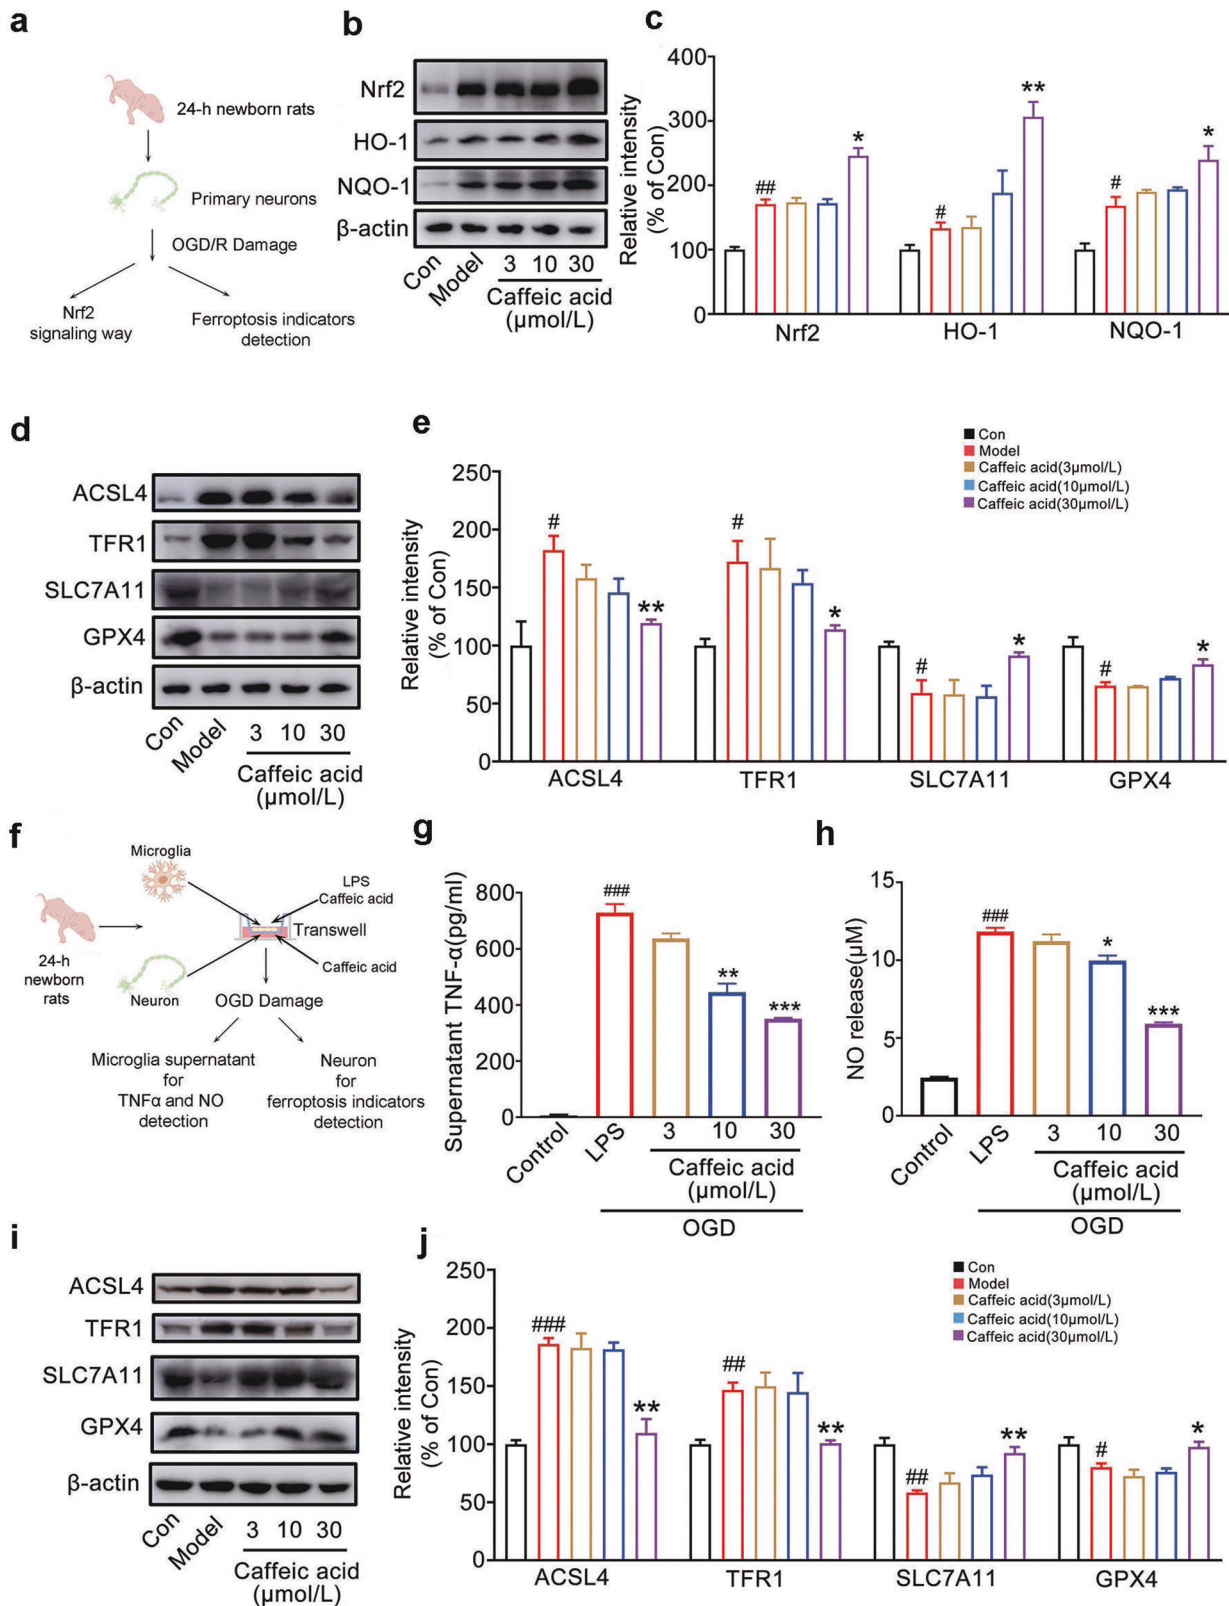 a
24-h newborn rats
Primary neurons
OGD/R Damage
Nrf2
signaling way
Ferroptosis indicators
detection
b
Nrf2
HO-1
NQO-1
β-actin
Con
Model
3 10 30
Caffeic acid
(μmol/L)
c
Relative intensity
(% of Con)
400
300
200
100
0
##
*
#
**
#
*
Nrf2 HO-1 NQO-1
d
ACSL4
TFR1
SLC7A11
GPX4
β-actin
Con
Model
3 10 30
Caffeic acid
(μmol/L)
e
Con
Model
Caffeic acid(3μmol/L)
Caffeic acid(10μmol/L)
Caffeic acid(30μmol/L)
Relative intensity
(% of Con)
250
200
150
100
50
0
#
**
#
*
#
*
#
*
ACSL4 TFR1 SLC7A11 GPX4
f
Microglia
LPS
Caffeic acid
Transwell
24-h
newborn
rats
Neuron
Caffeic acid
OGD Damage
Microglia supernatant
for
TNFα and NO
detection
Neuron
for
ferroptosis indicators
detection
g
Supernatant TNF-α(pg/ml)
800
600
400
200
0
###
**
***
Control
LPS
3 10 30
Caffeic acid
(μmol/L)
OGD
h
NO release(μM)
15
10
5
0
###
*
***
Control
LPS
3 10 30
Caffeic acid
(μmol/L)
OGD
i
ACSL4
TFR1
SLC7A11
GPX4
β-actin
Con
Model
3 10 30
Caffeic acid
(μmol/L)
j
Con
Model
Caffeic acid(3μmol/L)
Caffeic acid(10μmol/L)
Caffeic acid(30μmol/L)
Relative intensity
(% of Con)
250
200
150
100
50
0
###
**
##
**
##
**
#
*
ACSL4 TFR1 SLC7A11 GPX4